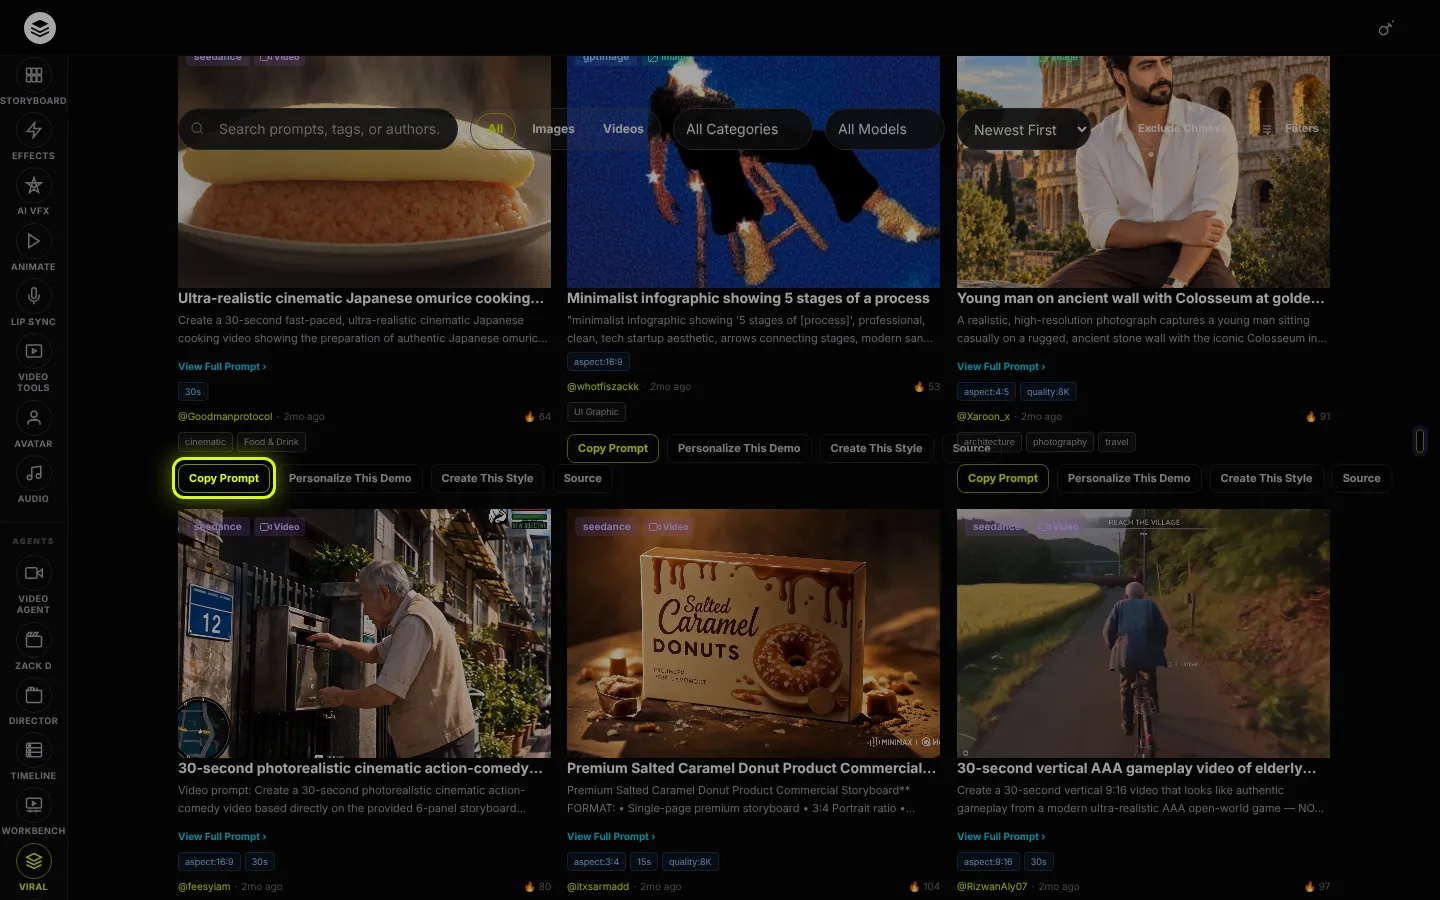 STORYBOARD
EFFECTS
AI VFX
ANIMATE
LIP SYNC
VIDEO
TOOLS
AVATAR
AUDIO
AGENTS
VIDEO
AGENT
ZACK D
DIRECTOR
TIMELINE
WORKBENCH
VIRAL
seedance Video
gptimage Image
Image
Search prompts, tags, or authors.
All Images Videos
All Categories
All Models
Newest First
Exclude Chinese
Filters
Ultra-realistic cinematic Japanese omurice cooking...
Create a 30-second fast-paced, ultra-realistic cinematic Japanese
cooking video showing the preparation of authentic Japanese omuric...
View Full Prompt ›
30s
@Goodmanprotocol · 2mo ago
64
cinematic Food & Drink
Copy Prompt Personalize This Demo Create This Style Source
Minimalist infographic showing 5 stages of a process
"minimalist infographic showing '5 stages of [process]', professional,
clean, tech startup aesthetic, arrows connecting stages, modern san...
aspect:16:9
@whotfiszackk · 2mo ago
53
UI Graphic
Copy Prompt Personalize This Demo Create This Style Source
Young man on ancient wall with Colosseum at golde...
A realistic, high-resolution photograph captures a young man sitting
casually on a rugged, ancient stone wall with the iconic Colosseum in...
View Full Prompt ›
aspect:4:5 quality:8K
@Xaroon_x · 2mo ago
91
architecture photography travel
Copy Prompt Personalize This Demo Create This Style Source
seedance Video
12
30-second photorealistic cinematic action-comedy...
Video prompt: Create a 30-second photorealistic cinematic action-
comedy video based directly on the provided 6-panel storyboard...
View Full Prompt ›
aspect:16:9 30s
@feesyiam · 2mo ago
80
seedance Video
Salted
Caramel
DONUTS
MINIMAX
Premium Salted Caramel Donut Product Commercial...
Premium Salted Caramel Donut Product Commercial Storyboard**
FORMAT: • Single-page premium storyboard • 3:4 Portrait ratio •...
View Full Prompt ›
aspect:3:4 15s quality:8K
@itxsarmadd · 2mo ago
104
seedance Video
REACH THE VILLAGE
30-second vertical AAA gameplay video of elderly...
Create a 30-second vertical 9:16 video that looks like authentic
gameplay from a modern ultra-realistic AAA open-world game — NO...
View Full Prompt ›
aspect:9:16 30s
@RizwanAly07 · 2mo ago
97